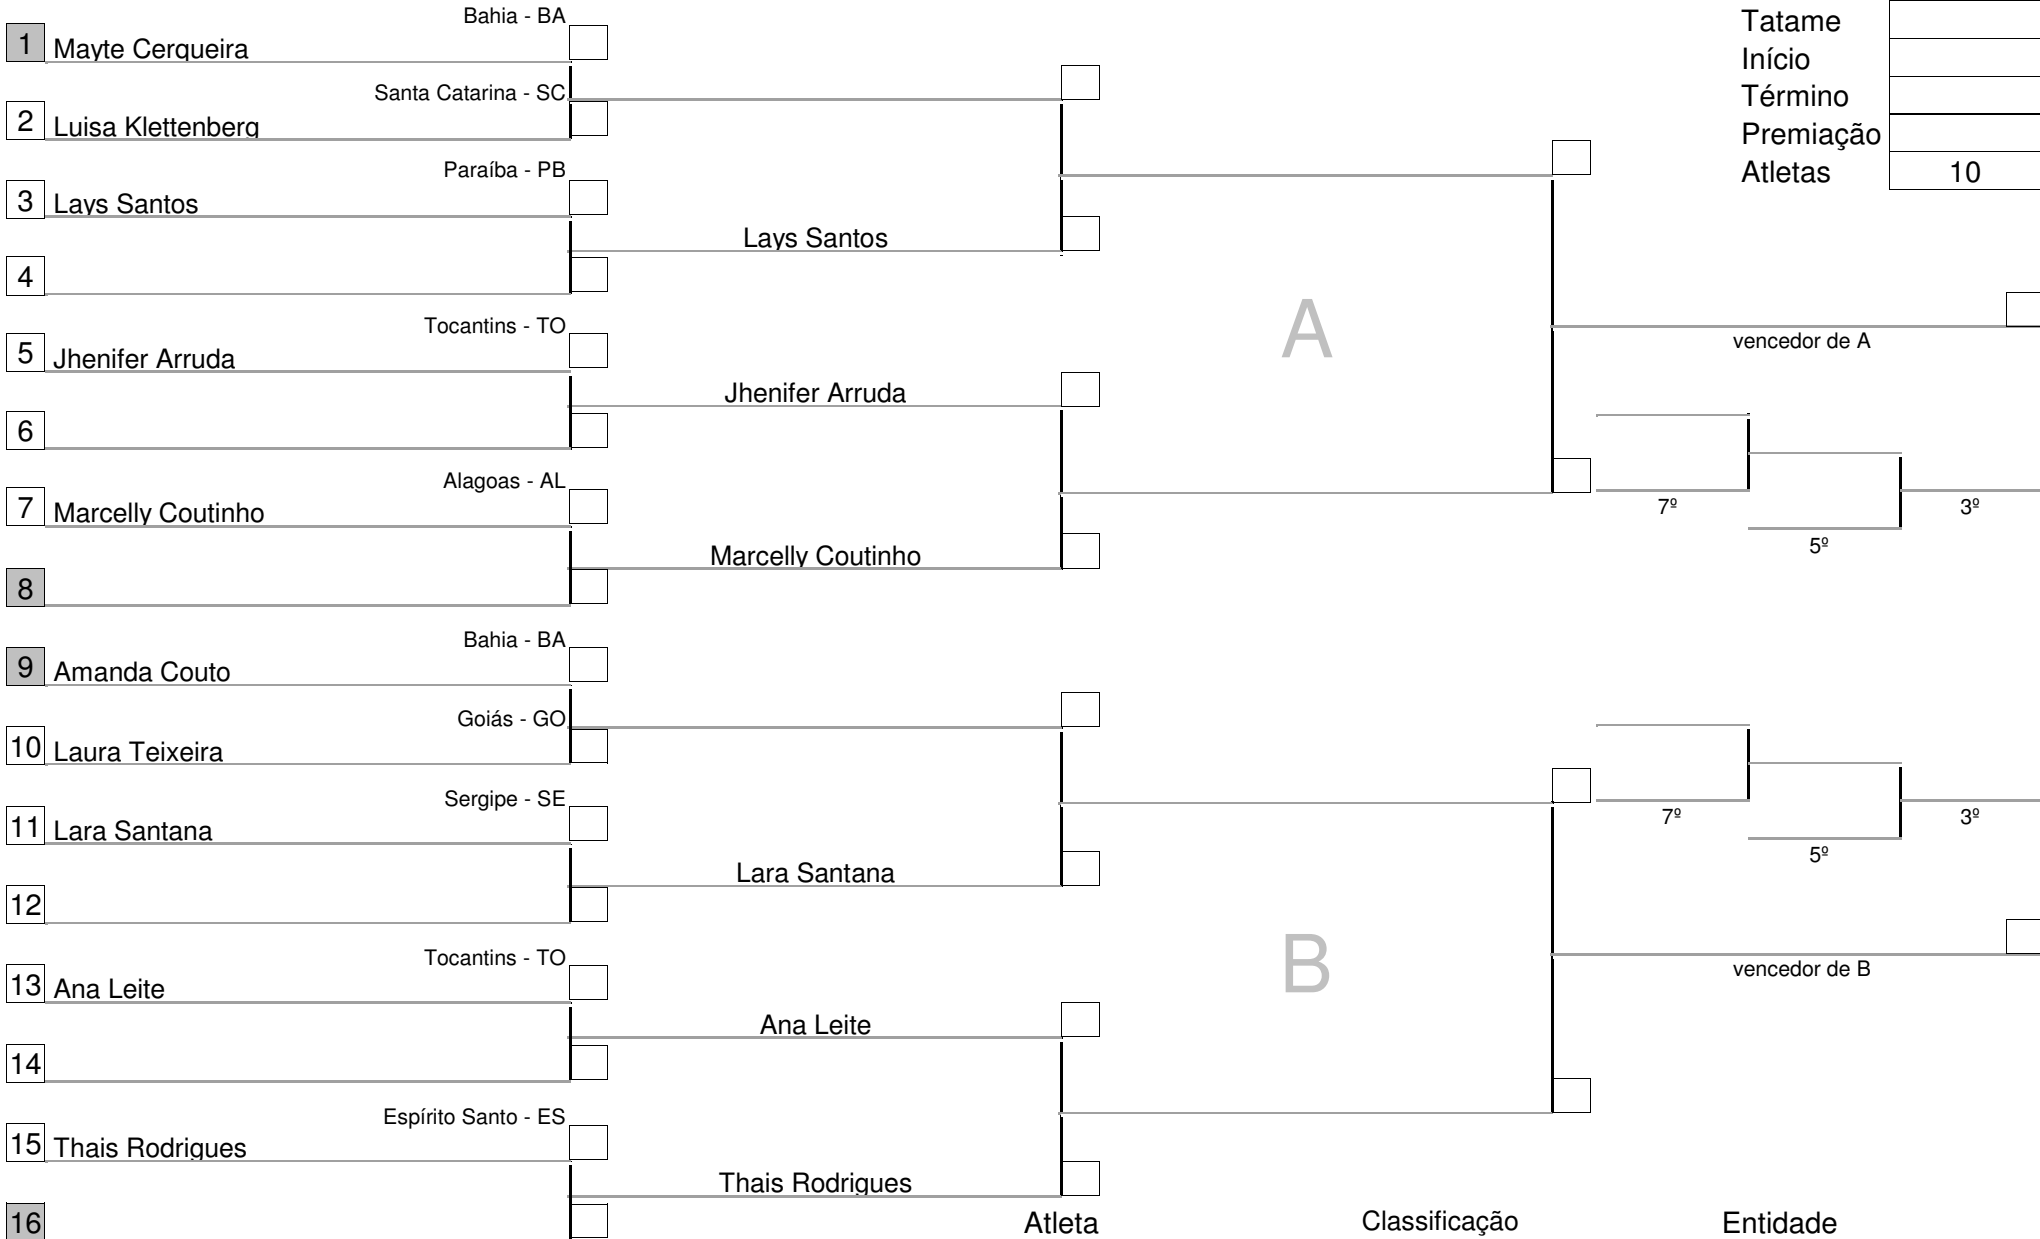 Bahia - BA
1 Mayte Cerqueira
Santa Catarina - SC
2 Luisa Klettenberg
Paraíba - PB
3 Lays Santos
Lays Santos
4
Tocantins - TO
5 Jhenifer Arruda
Jhenifer Arruda
6
Alagoas - AL
7 Marcelly Coutinho
Marcelly Coutinho
8
Bahia - BA
9 Amanda Couto
Goiás - GO
10 Laura Teixeira
Sergipe - SE
11 Lara Santana
Lara Santana
12
Tocantins - TO
13 Ana Leite
Ana Leite
14
Espírito Santo - ES
15 Thais Rodrigues
Thais Rodrigues
16
A
B
Tatame
Início
Término
Premiação
Atletas 10
vencedor de A
7º
5º
3º
7º
5º
3º
vencedor de B
Atleta Classificação Entidade